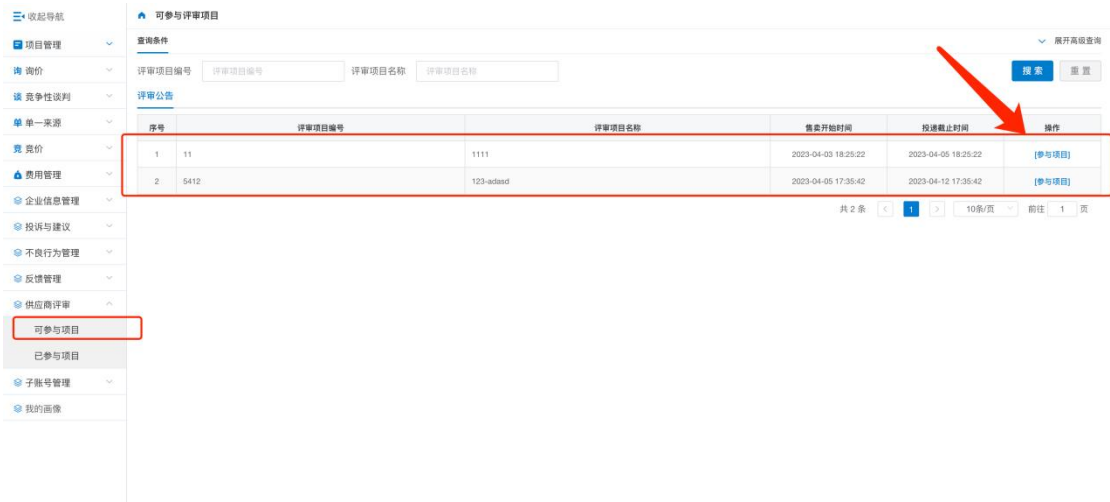 收起导航
项目管理
询 询价
谈 竞争性谈判
单 单一来源
竞 竞价
费用管理
企业信息管理
投诉与建议
不良行为管理
反馈管理
供应商评审
可参与项目
已参与项目
子账号管理
我的画像
可参与评审项目
查询条件 展开高级查询
评审项目编号 评审项目编号 评审项目名称 评审项目名称 搜索 重置
评审公告
序号 评审项目编号 评审项目名称 售卖开始时间 投递截止时间 操作
1 11 1111 2023-04-03 18:25:22 2023-04-05 18:25:22 [参与项目]
2 5412 123-adasd 2023-04-05 17:35:42 2023-04-12 17:35:42 [参与项目]
共 2 条 < 1 > 10条/页 前往 1 页